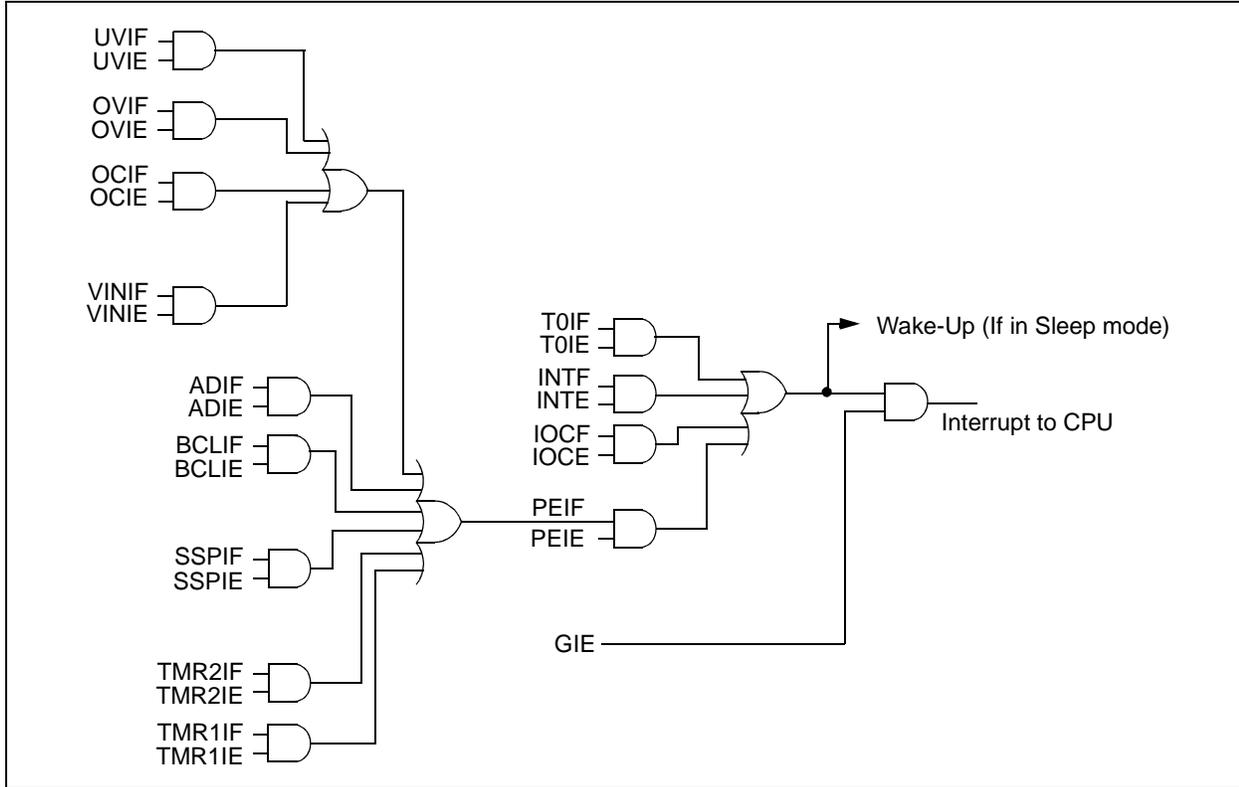 UVIF
UVIE
OVIF
OVIE
OCIF
OCIE
VINIF
VINIE
ADIF
ADIE
BCLIF
BCLIE
SSPIF
SSPIE
TMR2IF
TMR2IE
TMR1IF
TMR1IE
T0IF
T0IE
INTF
INTE
IOCF
IOCE
PEIF
PEIE
GIE
Wake-Up (If in Sleep mode)
Interrupt to CPU